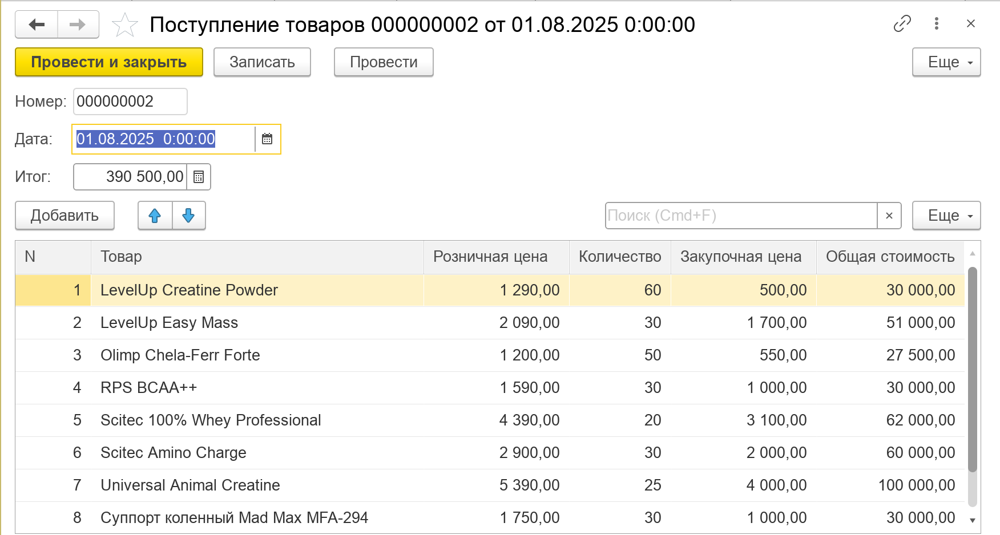 Поступление товаров 000000002 от 01.08.2025 0:00:00
Провести и закрыть Записать Провести Еще
Номер: 000000002
Дата: 01.08.2025 0:00:00
Итог: 390 500,00
Добавить Поиск (Cmd+F) Еще
N Товар Розничная цена Количество Закупочная цена Общая стоимость
1 LevelUp Creatine Powder 1 290,00 60 500,00 30 000,00
2 LevelUp Easy Mass 2 090,00 30 1 700,00 51 000,00
3 Olimp Chela-Ferr Forte 1 200,00 50 550,00 27 500,00
4 RPS BCAA++ 1 590,00 30 1 000,00 30 000,00
5 Scitec 100% Whey Professional 4 390,00 20 3 100,00 62 000,00
6 Scitec Amino Charge 2 900,00 30 2 000,00 60 000,00
7 Universal Animal Creatine 5 390,00 25 4 000,00 100 000,00
8 Суппорт коленный Mad Max MFA-294 1 750,00 30 1 000,00 30 000,00